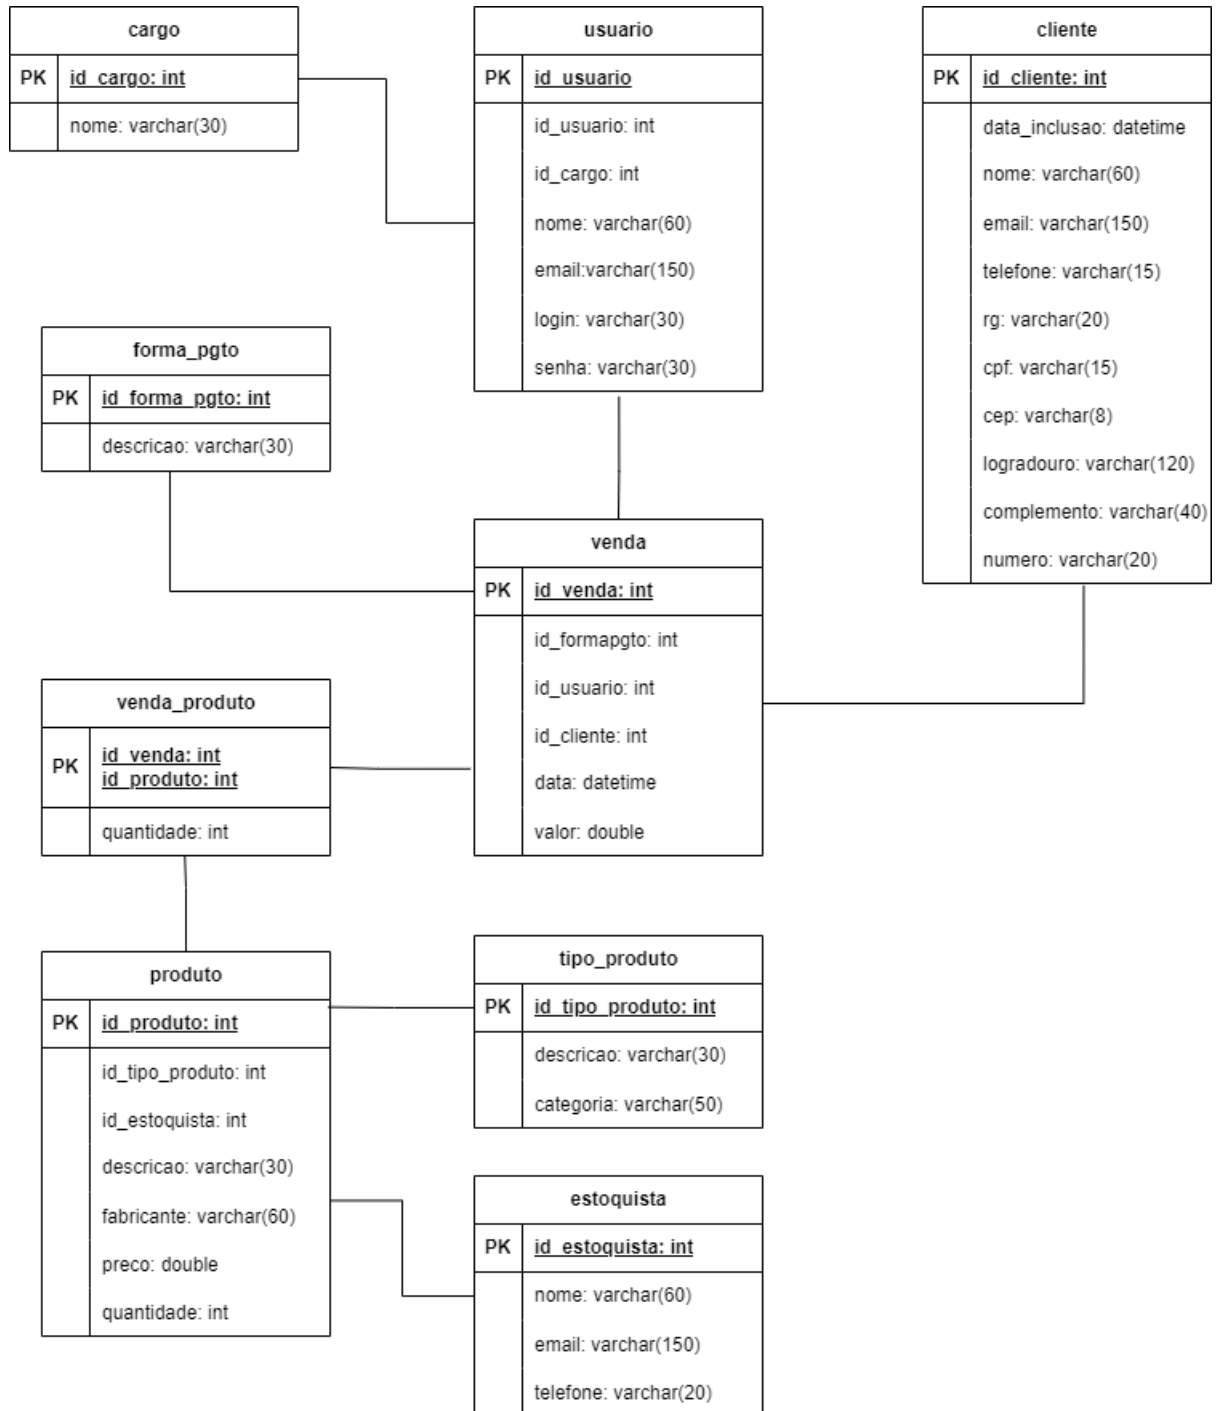 cargo
PK id_cargo: int
nome: varchar(30)
usuario
PK id_usuario
id_usuario: int
id_cargo: int
nome: varchar(60)
email:varchar(150)
login: varchar(30)
senha: varchar(30)
cliente
PK id_cliente: int
data_inclusao: datetime
nome: varchar(60)
email: varchar(150)
telefone: varchar(15)
rg: varchar(20)
cpf: varchar(15)
cep: varchar(8)
logradouro: varchar(120)
complemento: varchar(40)
numero: varchar(20)
forma_pgto
PK id_forma_pgto: int
descricao: varchar(30)
venda
PK id_venda: int
id_formapgto: int
id_usuario: int
id_cliente: int
data: datetime
valor: double
venda_produto
PK id_venda: int
id_produto: int
quantidade: int
produto
PK id_produto: int
id_tipo_produto: int
id_estoquista: int
descricao: varchar(30)
fabricante: varchar(60)
preco: double
quantidade: int
tipo_produto
PK id_tipo_produto: int
descricao: varchar(30)
categoria: varchar(50)
estoquista
PK id_estoquista: int
nome: varchar(60)
email: varchar(150)
telefone: varchar(20)